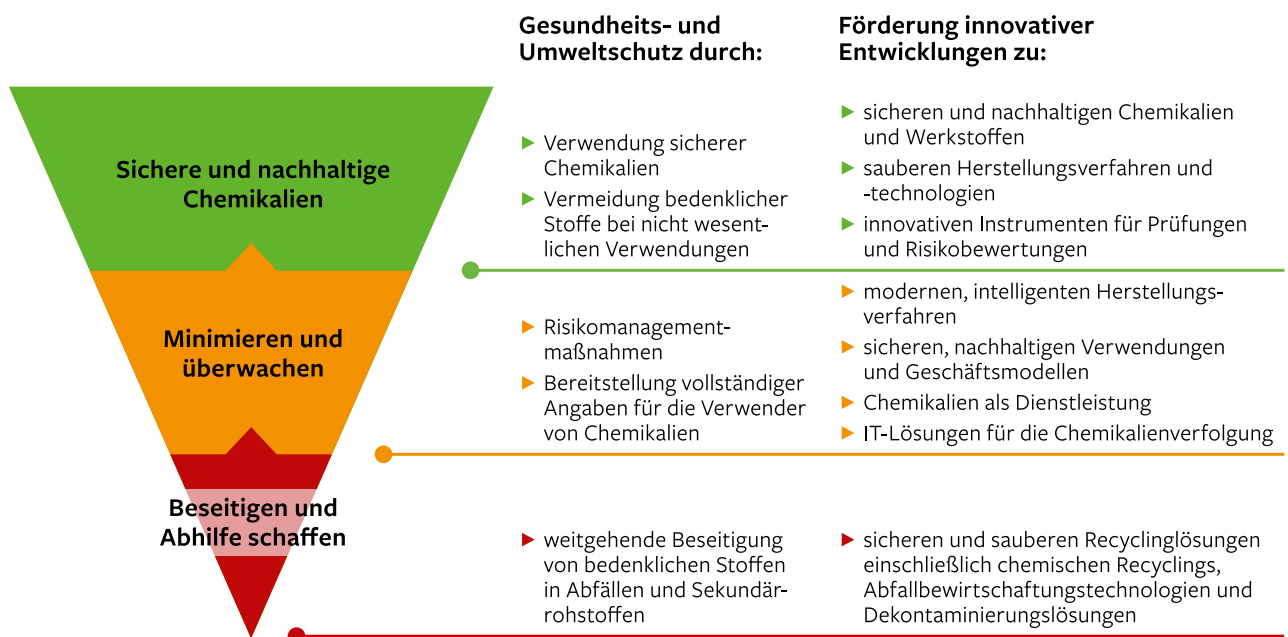 Gesundheits- und
Umweltschutz durch:
Förderung innovativer
Entwicklungen zu:
Sichere und nachhaltige
Chemikalien
► Verwendung sicherer
Chemikalien
► Vermeidung bedenklicher
Stoffe bei nicht wesent-
lichen Verwendungen
► sicheren und nachhaltigen Chemikalien
und Werkstoffen
► sauberen Herstellungsverfahren und
-technologien
► innovativen Instrumenten für Prüfungen
und Risikobewertungen
Minimieren und
überwachen
► Risikomanagement-
maßnahmen
► Bereitstellung vollständiger
Angaben für die Verwender
von Chemikalien
► modernen, intelligenten Herstellungs-
verfahren
► sicheren, nachhaltigen Verwendungen
und Geschäftsmodellen
► Chemikalien als Dienstleistung
► IT-Lösungen für die Chemikalienverfolgung
Beseitigen und
Abhilfe schaffen
► weitgehende Beseitigung
von bedenklichen Stoffen
in Abfällen und Sekundär-
rohstoffen
► sicheren und sauberen Recyclinglösungen
einschließlich chemischen Recyclings,
Abfallbewirtschaftungstechnologien und
Dekontaminierungslösungen